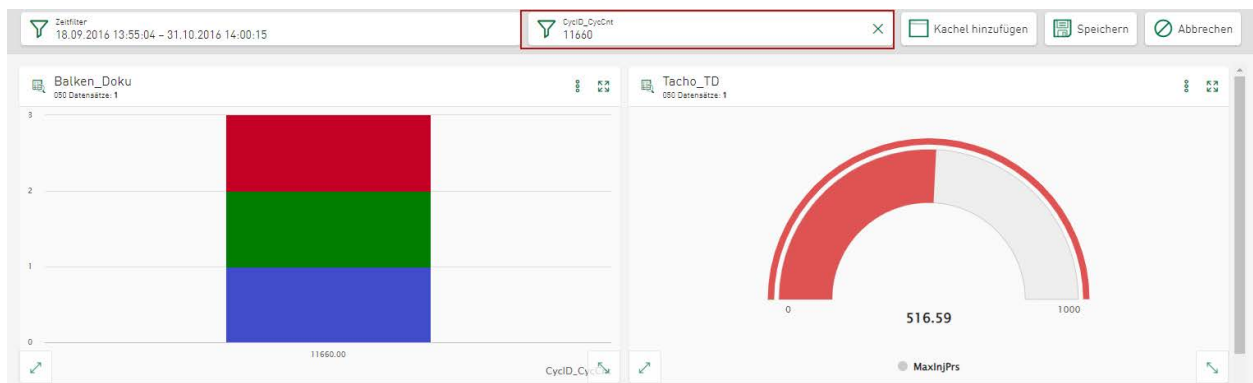 Zeitfilter
18.09.2016 13:55:04 – 31.10.2016 14:00:15
CycID_CycCnt
11660
Kachel hinzufügen
Speichern
Abbrechen
Balken_Doku
050 Datensätze: 1
3
2
1
0
11660.00
CycID_Cyc
Tacho_TD
050 Datensätze: 1
0
516.59
1000
MaxInjPrs